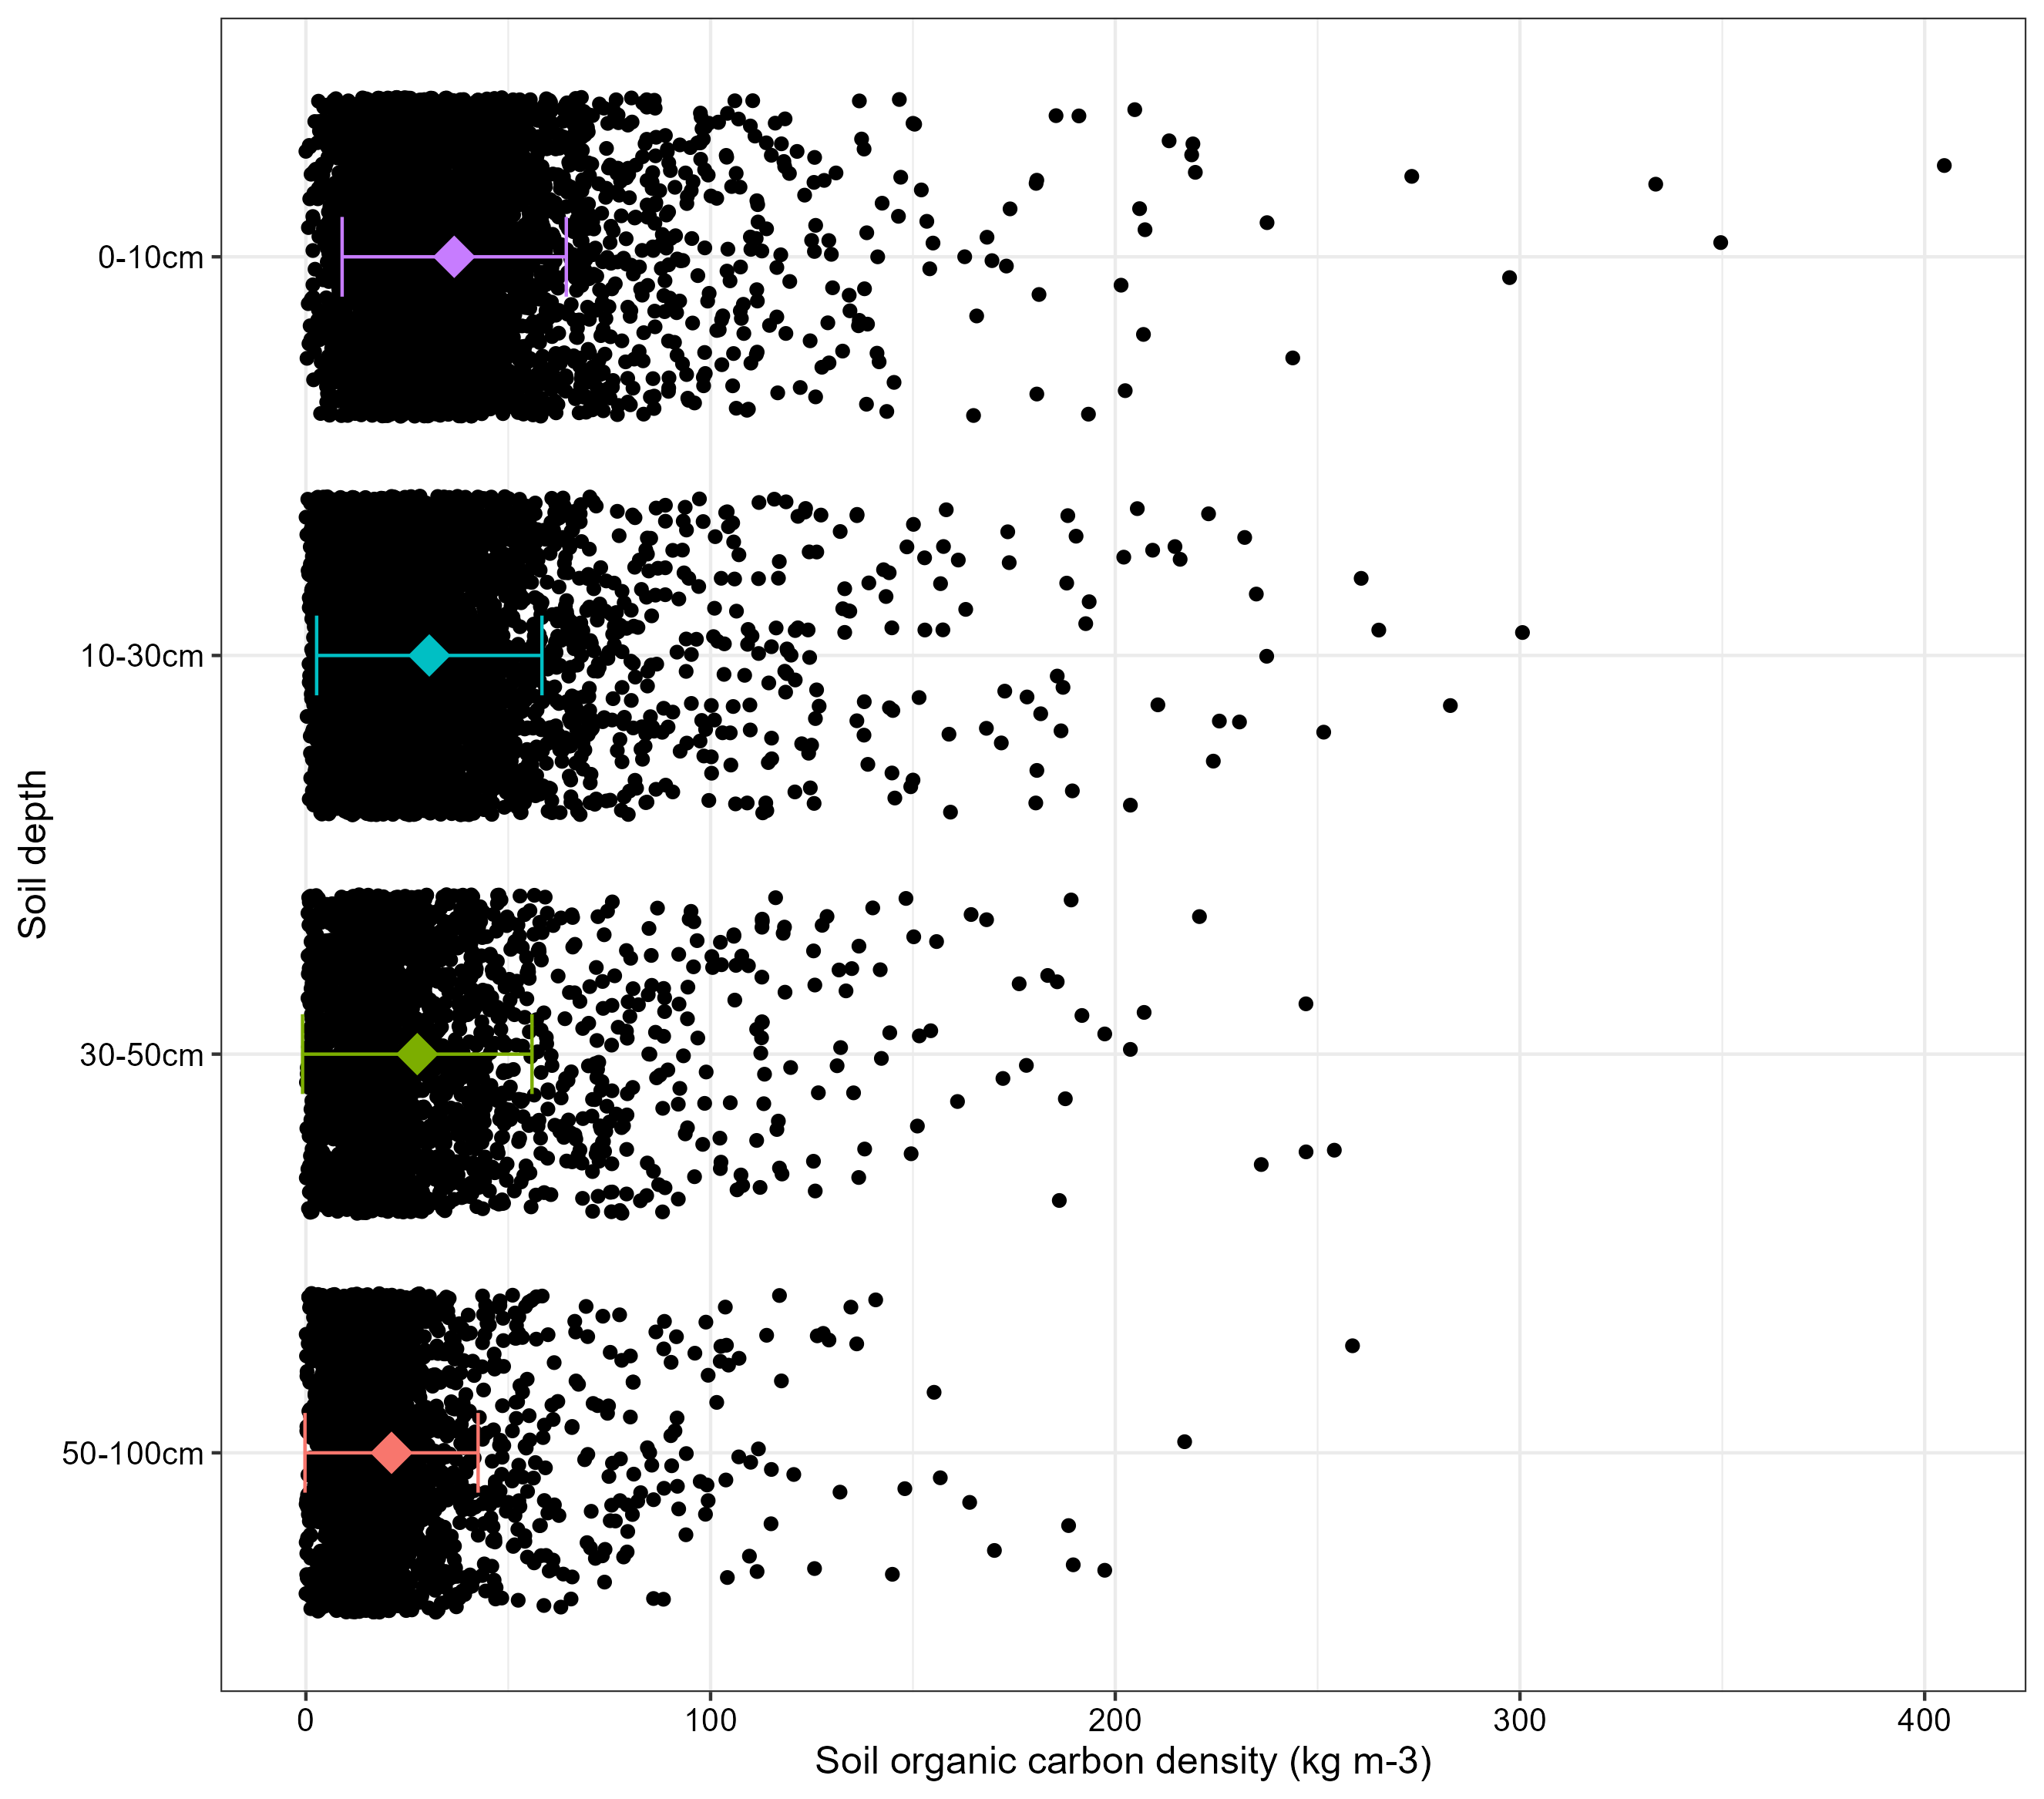 Soil depth
0-10cm
10-30cm
30-50cm
50-100cm
0 100 200 300 400
Soil organic carbon density (kg m-3)